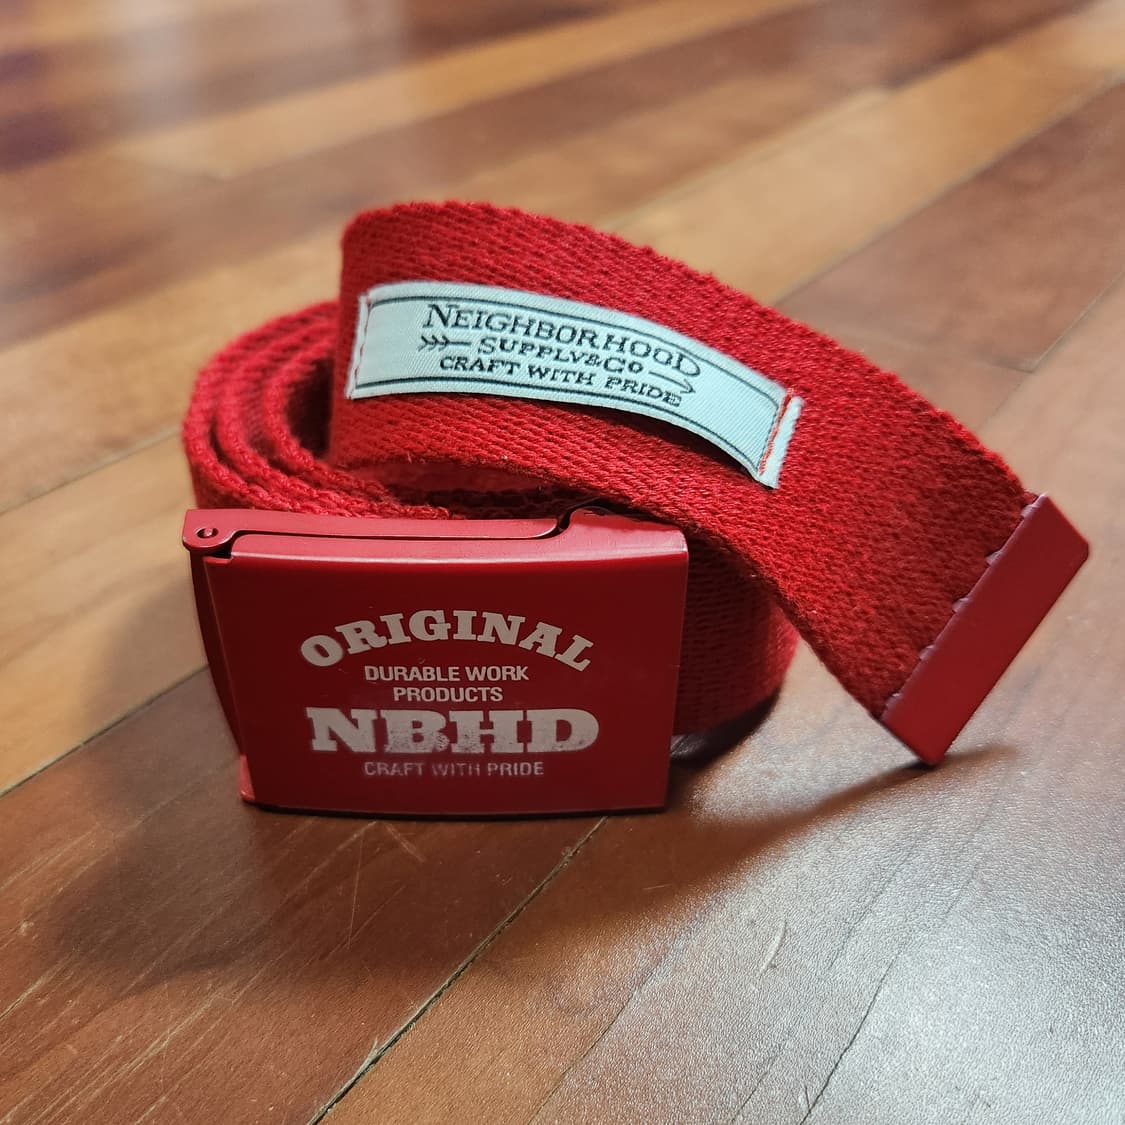 NEIGHBORHOOD
SUPPLY&Co
CRAFT WITH PRIDE
ORIGINAL
DURABLE WORK
PRODUCTS
NBHD
CRAFT WITH PRIDE